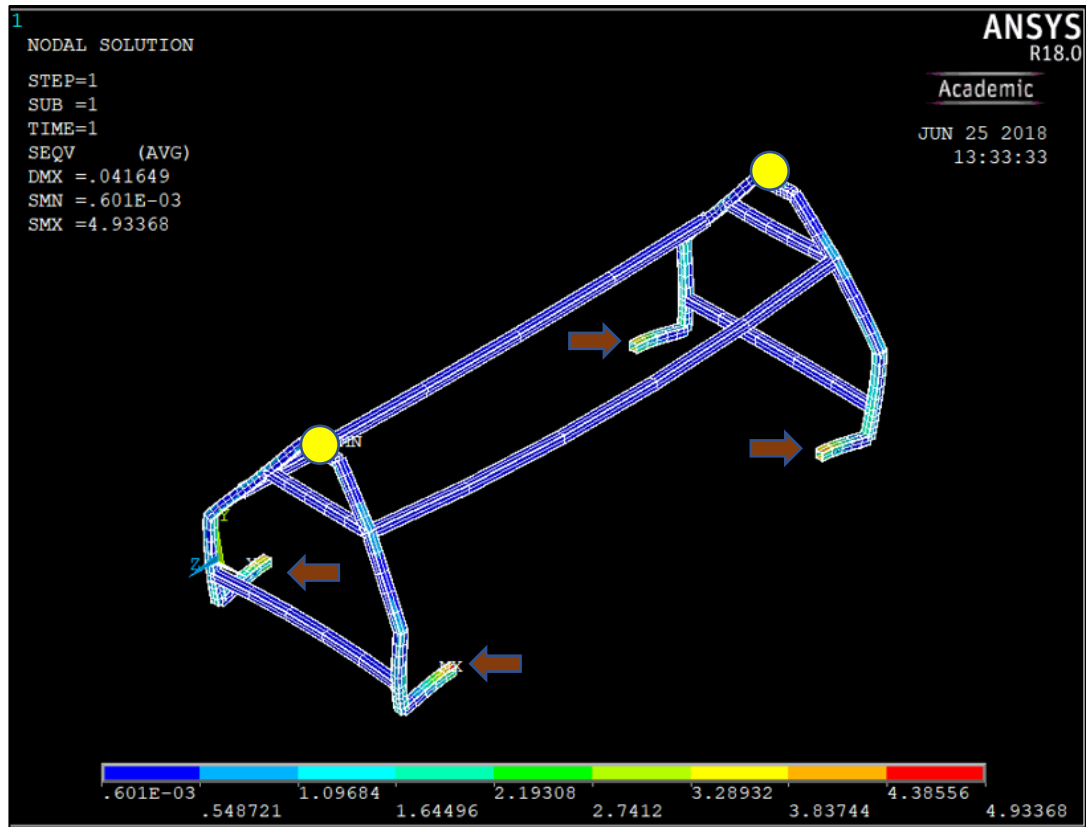 1
NODAL SOLUTION
STEP=1
SUB =1
TIME=1
SEQV (AVG)
DMX =.041649
SMN =.601E-03
SMX =4.93368
ANSYS
R18.0
Academic
JUN 25 2018
13:33:33
MN
Y
Z
X
MX
.601E-03 1.09684 2.19308 3.28932 4.38556
.548721 1.64496 2.7412 3.83744 4.93368